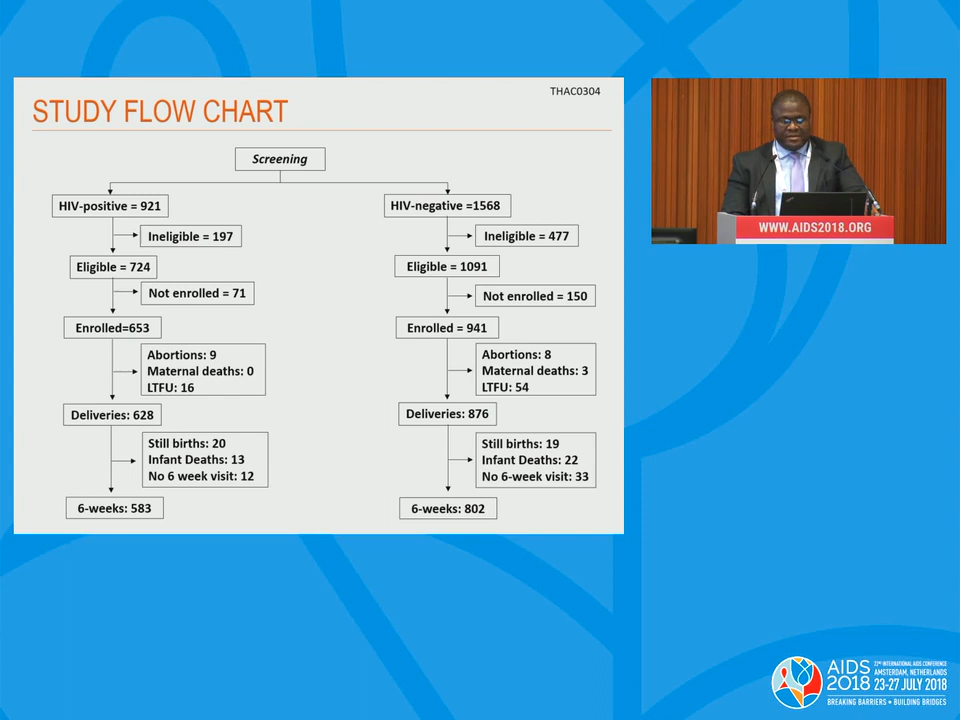 THAC0304
STUDY FLOW CHART
Screening
HIV-positive = 921
HIV-negative =1568
Ineligible = 197
Ineligible = 477
Eligible = 724
Eligible = 1091
Not enrolled = 71
Not enrolled = 150
Enrolled=653
Enrolled = 941
Abortions: 9
Maternal deaths: 0
LTFU: 16
Abortions: 8
Maternal deaths: 3
LTFU: 54
Deliveries: 628
Deliveries: 876
Still births: 20
Infant Deaths: 13
No 6 week visit: 12
Still births: 19
Infant Deaths: 22
No 6-week visit: 33
6-weeks: 583
6-weeks: 802
WWW.AIDS2018.ORG
AIDS
2018
22ND INTERNATIONAL AIDS CONFERENCE
AMSTERDAM, NETHERLANDS
23-27 JULY 2018
BREAKING BARRIERS • BUILDING BRIDGES